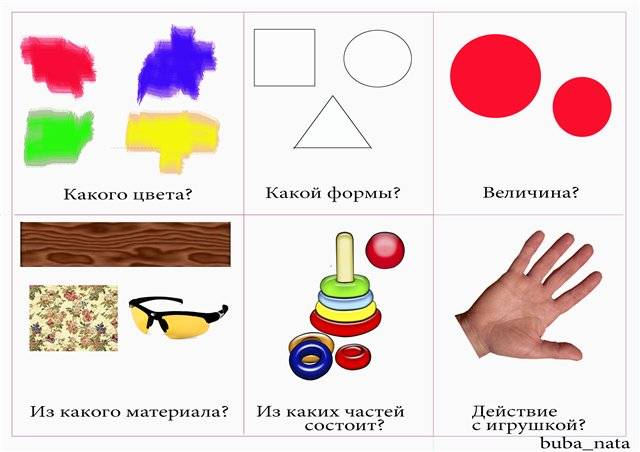 Какого цвета?
Какой формы?
Величина?
Из какого материала?
Из каких частей
состоит?
Действие
с игрушкой?
buba_nata